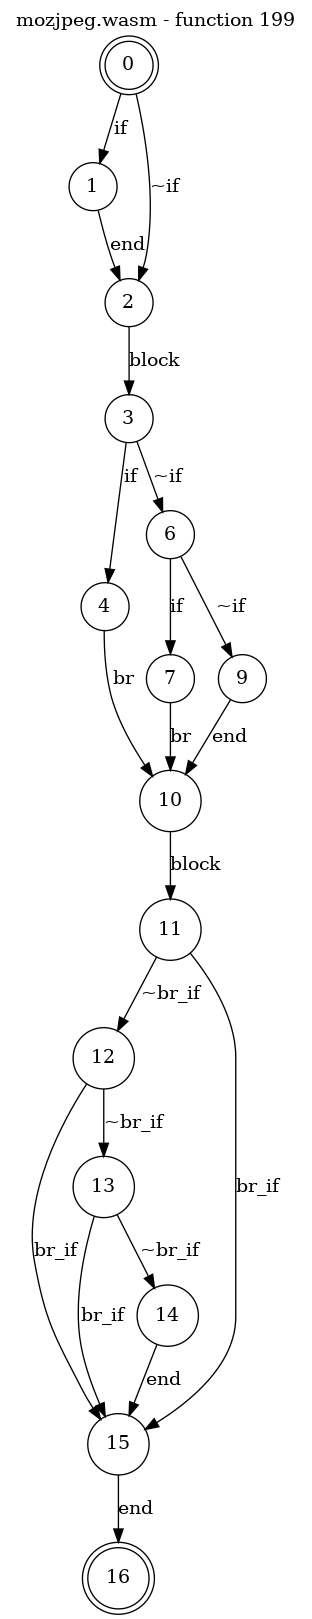 mozjpeg.wasm - function 199
0
if
~if
1
end
2
block
3
if
~if
6
4
if
~if
br
7
9
br
end
10
block
11
~br_if
12
~br_if
br_if
13
br_if
br_if
~br_if
14
end
15
end
16